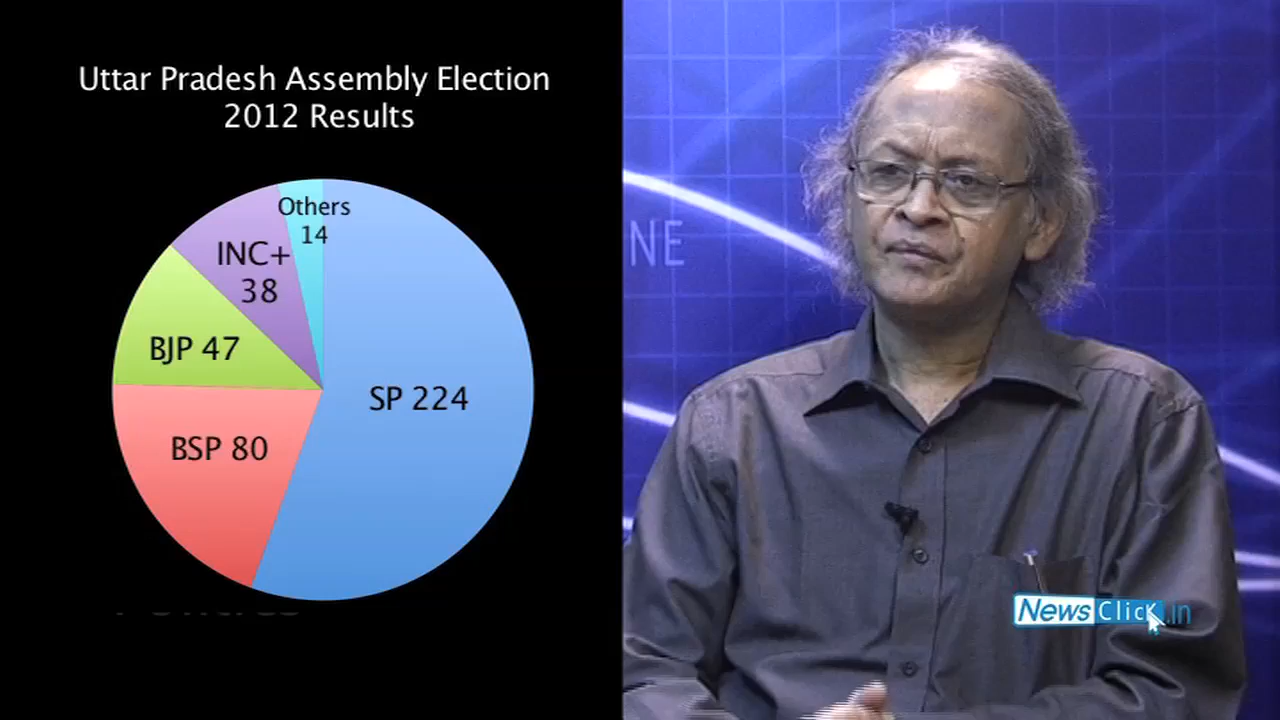 Uttar Pradesh Assembly Election
2012 Results
Others
14
INC+
38
BJP 47
SP 224
BSP 80
NE
NewsClick.in